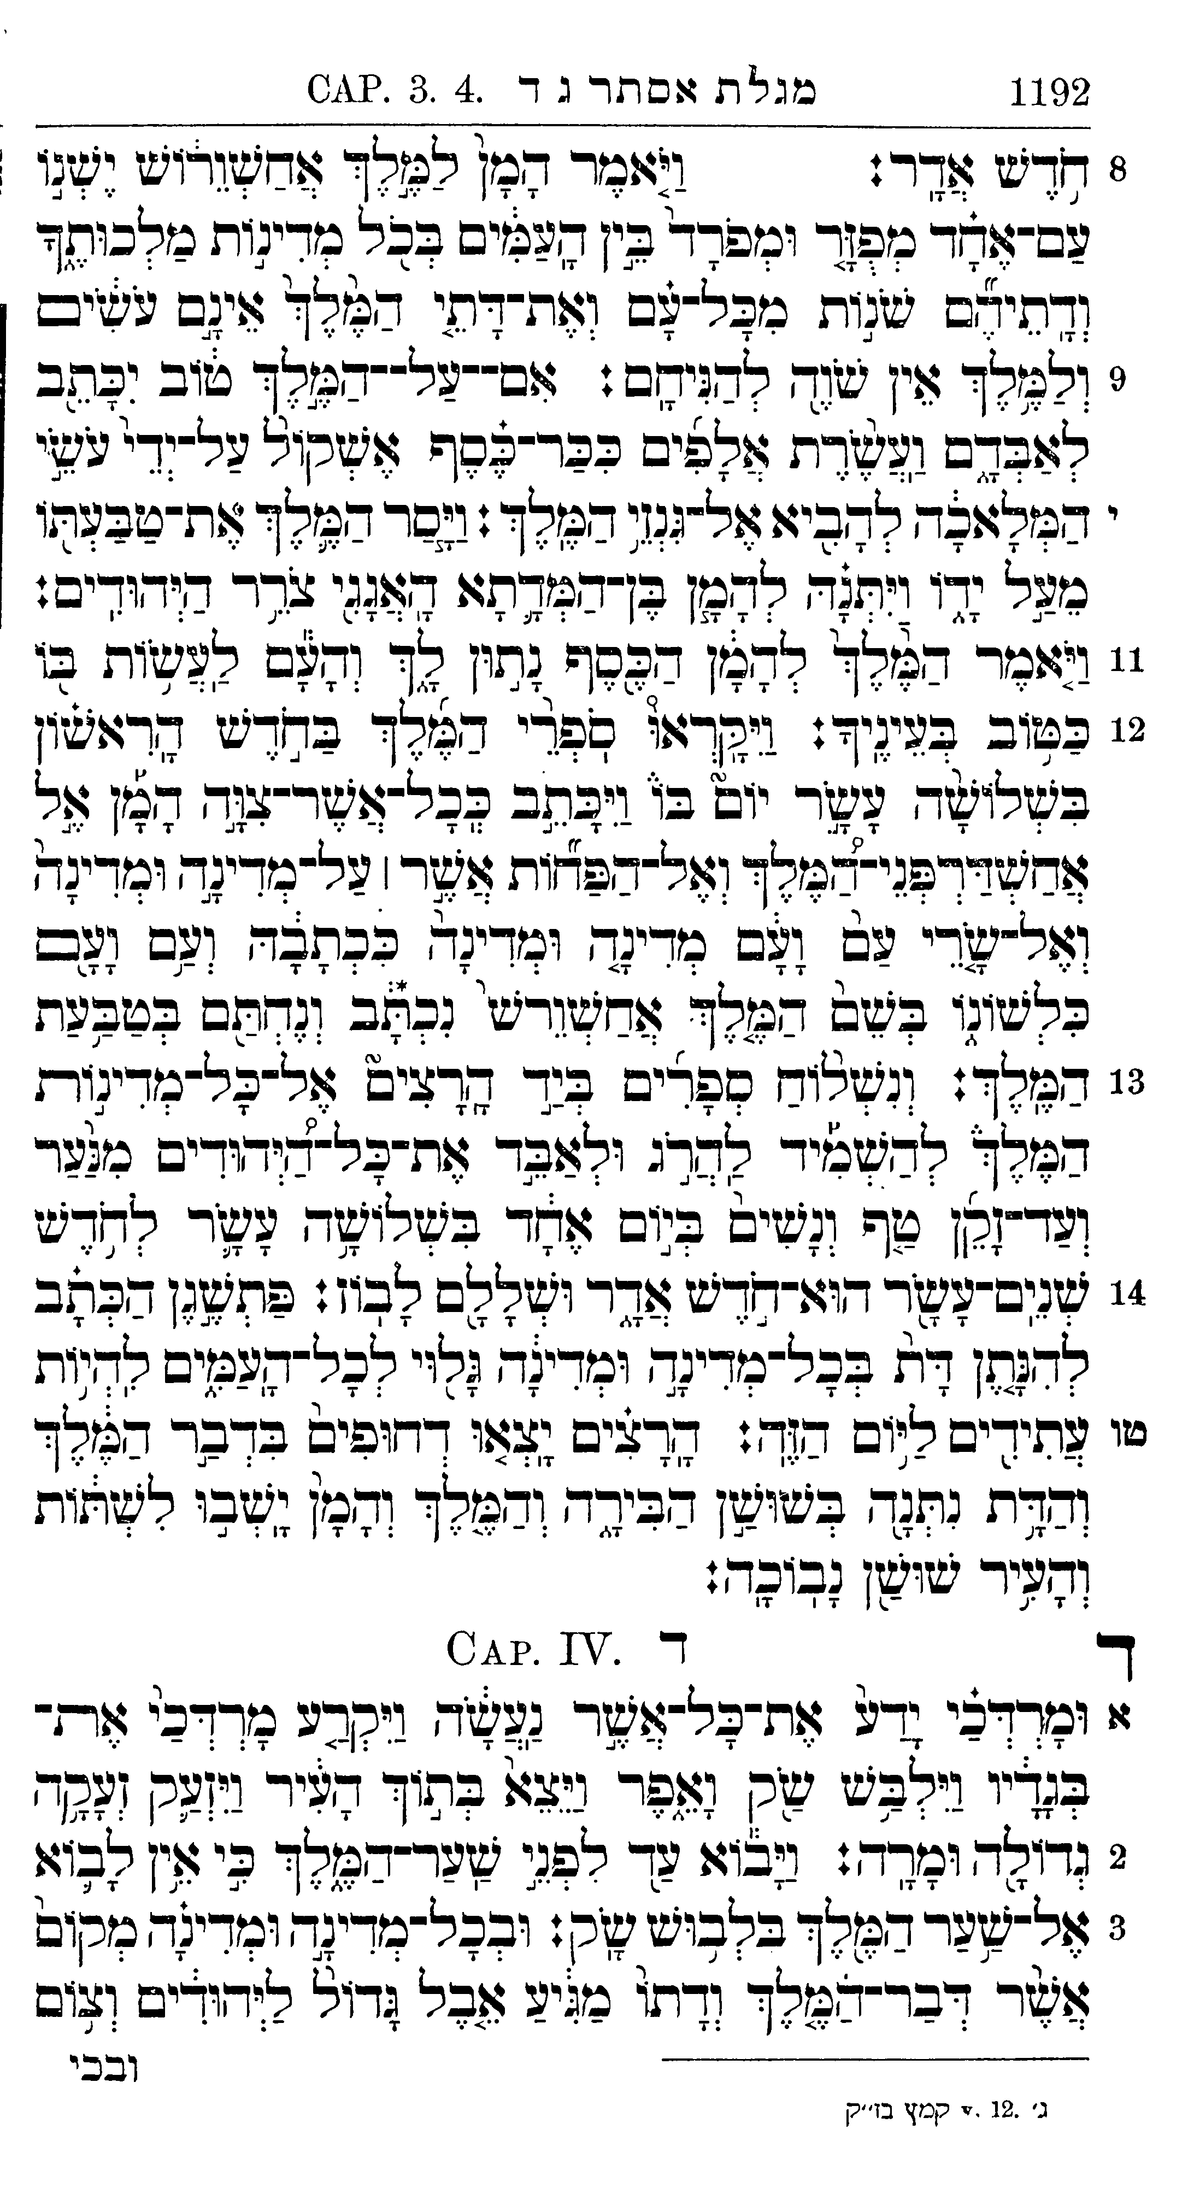 1192 מגלת אסתר ג ד CAP. 3. 4.
8 חֹ֥דֶשׁ אֲדָֽר׃ וַיֹּ֤אמֶר הָמָן֙ לַמֶּ֣לֶךְ אֲחַשְׁוֵר֔וֹשׁ יֶשְׁנ֣וֹ
עַם־אֶחָ֗ד מְפֻזָּ֤ר וּמְפֹרָד֙ בֵּ֣ין הָֽעַמִּ֔ים בְּכֹ֖ל מְדִינ֣וֹת מַלְכוּתֶ֑ךָ
וְדָֽתֵיהֶ֞ם שֹׁנ֣וֹת מִכָּל־עָ֗ם וְאֶת־דָּתֵ֤י הַמֶּ֙לֶךְ֙ אֵינָ֣ם עֹשִׂ֔ים
9 וְלַמֶּ֥לֶךְ אֵין שֹׁוֶ֖ה לְהַנִּיחָֽם׃ אִם־־עַל־־הַמֶּ֣לֶךְ ט֔וֹב יִכָּתֵ֖ב
לְאַבְּדָ֑ם וַֽעֲשֶׂ֨רֶת אֲלָפִ֜ים כִּכַּר־כֶּ֗סֶף אֶשְׁקוֹל֙ עַל־יְדֵי֙ עֹשֵׂ֣י
י הַמְּלָאכָ֔ה לְהָבִ֖יא אֶל־גִּנְזֵ֥י הַמֶּֽלֶךְ׃ וַיָּ֧סַר הַמֶּ֛לֶךְ אֶת־טַבַּעְתּ֖וֹ
מֵעַ֣ל יָד֑וֹ וַֽיִּתְּנָ֗הּ לְהָמָ֧ן בֶּֽן־הַמְּדָ֛תָא הָֽאֲגָגִ֖י צֹרֵ֥ר הַיְּהוּדִֽים׃
11 וַיֹּ֤אמֶר הַמֶּ֙לֶךְ֙ לְהָמָ֔ן הַכֶּ֖סֶף נָת֣וּן לָ֑ךְ וְהָעָ֕ם לַֽעֲשׂ֥וֹת בּ֖וֹ
12 כַּטּ֥וֹב בְּעֵינֶֽיךָ׃ וַיִּקָּֽרְאוּ֩ סֹֽפְרֵ֨י הַמֶּ֜לֶךְ בַּחֹ֣דֶשׁ הָֽרִאשׁ֗וֹן
בִּשְׁלוֹשָׁ֨ה עָשָׂ֣ר יוֹם֮ בּוֹ֒ וַיִּכָּתֵ֣ב כְּֽכָל־אֲשֶׁר־צִוָּ֣ה הָמָ֡ן אֶ֣ל
אֲחַשְׁדַּרְפְּנֵי־הַ֠מֶּלֶךְ וְאֶל־הַפַּח֞וֹת אֲשֶׁ֣ר ׀ עַל־מְדִינָ֣ה וּמְדִינָה֙
וְאֶל־שָׂ֤רֵי עַם֙ וָעָ֔ם מְדִינָ֤ה וּמְדִינָה֙ כִּכְתָבָ֔הּ וְעַ֥ם וָעָ֖ם
כִּלְשׁוֹנ֑וֹ בְּשֵׁ֨ם הַמֶּ֤לֶךְ אֲחַשְׁוֵרשׁ֙ נִכְתָּ֔ב וְנֶחְתָּ֖ם בְּטַבַּ֥עַת
13 הַמֶּֽלֶךְ׃ וְנִשְׁל֨וֹחַ סְפָרִ֜ים בְּיַ֣ד הָֽרָצִים֮ אֶל־כָּל־מְדִינ֣וֹת
הַמֶּלֶךְ֒ לְהַשְׁמִ֡יד לַֽהֲרֹ֣ג וּלְאַבֵּ֣ד אֶת־כָּל־הַ֠יְּהוּדִים מִנַּ֨עַר
וְעַד־זָקֵ֜ן טַ֤ף וְנָשִׁים֙ בְּי֣וֹם אֶחָ֔ד בִּשְׁלוֹשָׁ֥ה עָשָׂ֛ר לְחֹ֥דֶשׁ
14 שְׁנֵֽים־עָשָׂ֖ר הוּא־חֹ֣דֶשׁ אֲדָ֑ר וּשְׁלָלָ֖ם לָבֽוֹז׃ פַּתְשֶׁ֣גֶן הַכְּתָ֗ב
לְהִנָּ֤תֵֽן דָּת֙ בְּכָל־מְדִינָ֣ה וּמְדִינָ֔ה גָּל֖וּי לְכָל־הָֽעַמִּ֑ים לִֽהְי֥וֹת
טו עֲתִידִ֖ים לַיּ֥וֹם הַזֶּֽה׃ הָֽרָצִ֞ים יָֽצְא֤וּ דְחוּפִים֙ בִּדְבַ֣ר הַמֶּ֔לֶךְ
וְהַדָּ֥ת נִתְּנָ֖ה בְּשׁוּשַׁ֣ן הַבִּירָ֑ה וְהַמֶּ֤לֶךְ וְהָמָן֙ יָֽשְׁב֣וּ לִשְׁתּ֔וֹת
וְהָעִ֥יר שׁוּשַׁ֖ן נָבֽוֹכָה׃
ד CAP. IV. ד
א וּמָרְדְּכַ֗י יָדַע֙ אֶת־כָּל־אֲשֶׁ֣ר נַֽעֲשָׂ֔ה וַיִּקְרַ֤ע מָרְדְּכַי֙ אֶת־
בְּגָדָ֔יו וַיִּלְבַּ֥שׁ שַׂ֖ק וָאֵ֑פֶר וַיֵּצֵא֙ בְּת֣וֹךְ הָעִ֔יר וַיִּזְעַ֛ק זְעָקָ֥ה
2 גְדוֹלָ֖ה וּמָרָֽה׃ וַיָּב֕וֹא עַ֖ד לִפְנֵ֣י שַֽׁעַר־הַמֶּ֑לֶךְ כִּ֣י אֵ֥ין לָב֛וֹא
3 אֶל־שַׁ֥עַר הַמֶּ֖לֶךְ בִּלְב֥וּשׁ שָֽׂק׃ וּבְכָל־מְדִינָ֣ה וּמְדִינָ֗ה מְקוֹם֙
אֲשֶׁ֨ר דְּבַר־הַמֶּ֤לֶךְ וְדָתוֹ֙ מַגִּ֔יעַ אֵ֤בֶל גָּדוֹל֙ לַיְּהוּדִ֔ים וְצ֥וֹם
ובכי
ג׳ v. 12. קמץ בז״ק